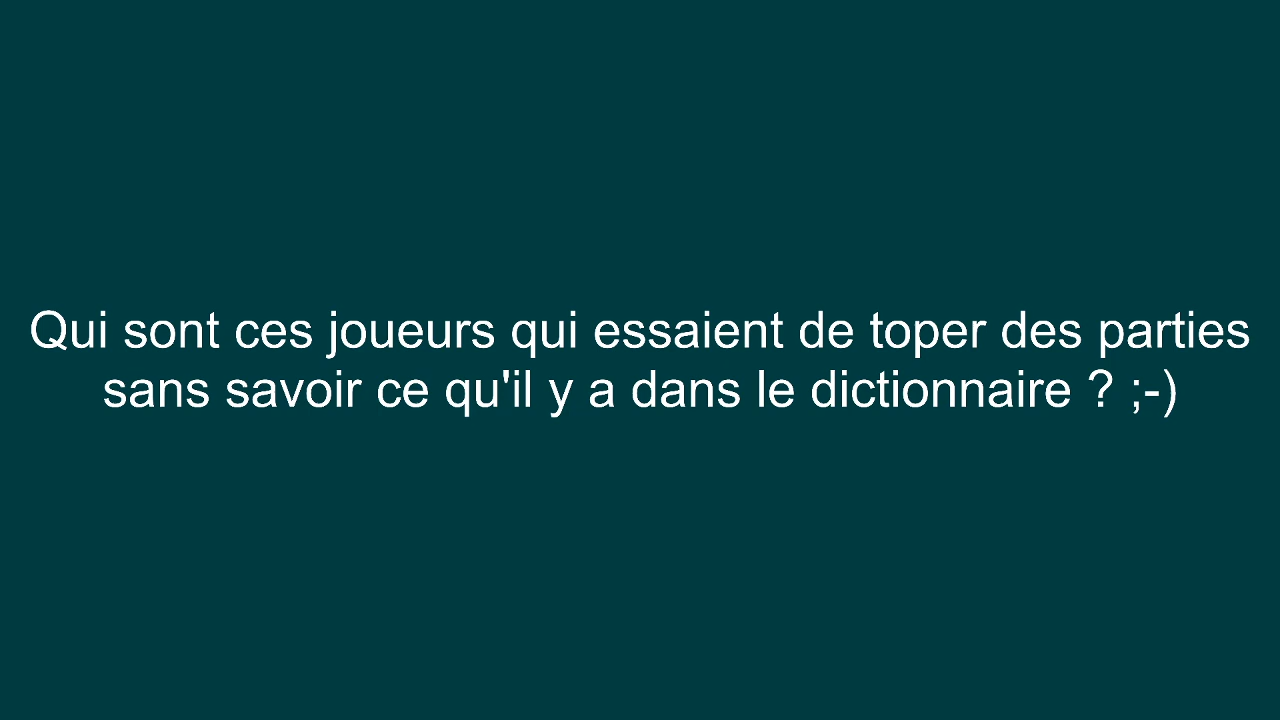 Qui sont ces joueurs qui essaient de toper des parties
sans savoir ce qu'il y a dans le dictionnaire ? ;-)